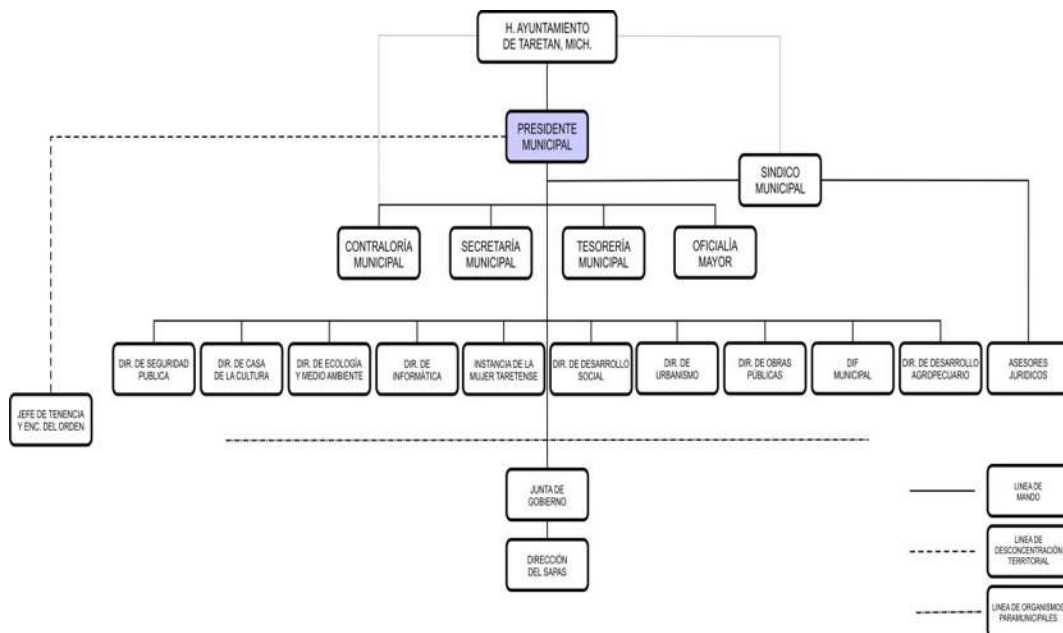 H. AYUNTAMIENTO
DE TARETAN, MICH.
PRESIDENTE
MUNICIPAL
SINDICO
MUNICIPAL
CONTRALORÍA
MUNICIPAL
SECRETARÍA
MUNICIPAL
TESORERÍA
MUNICIPAL
OFICIALÍA
MAYOR
DIR. DE SEGURIDAD
PUBLICA
DIR. DE CASA
DE LA CULTURA
DIR. DE ECOLOGÍA
Y MEDIO AMBIENTE
DIR. DE
INFORMÁTICA
INSTANCIA DE LA
MUJER TARETENSE
DIR. DE DESARROLLO
SOCIAL
DIR. DE
URBANISMO
DIR. DE OBRAS
PÚBLICAS
DIF
MUNICIPAL
DIR. DE DESARROLLO
AGROPECUARIO
ASESORES
JURIDICOS
JEFE DE TENENCIA
Y ENC. DEL ORDEN
JUNTA DE
GOBIERNO
DIRECCIÓN
DEL SAPAS
LINEA DE
MANDO
LINEA DE
DESCONCENTRACIÓN
TERRITORIAL
LINEA DE ORGANISMOS
PARAMUNICIPALES